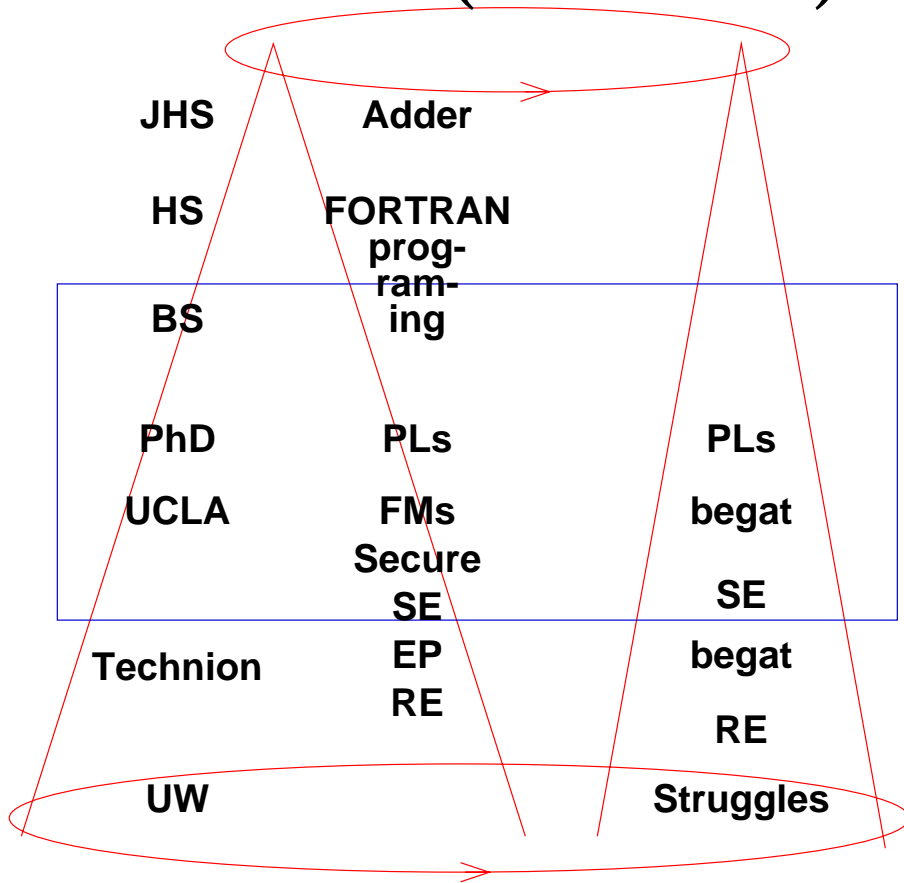 JHS Adder
HS FORTRAN
prog-
ram-
BS ing
PhD PLs PLs
UCLA FMs begat
Secure
SE SE
Technion EP begat
RE RE
UW Struggles